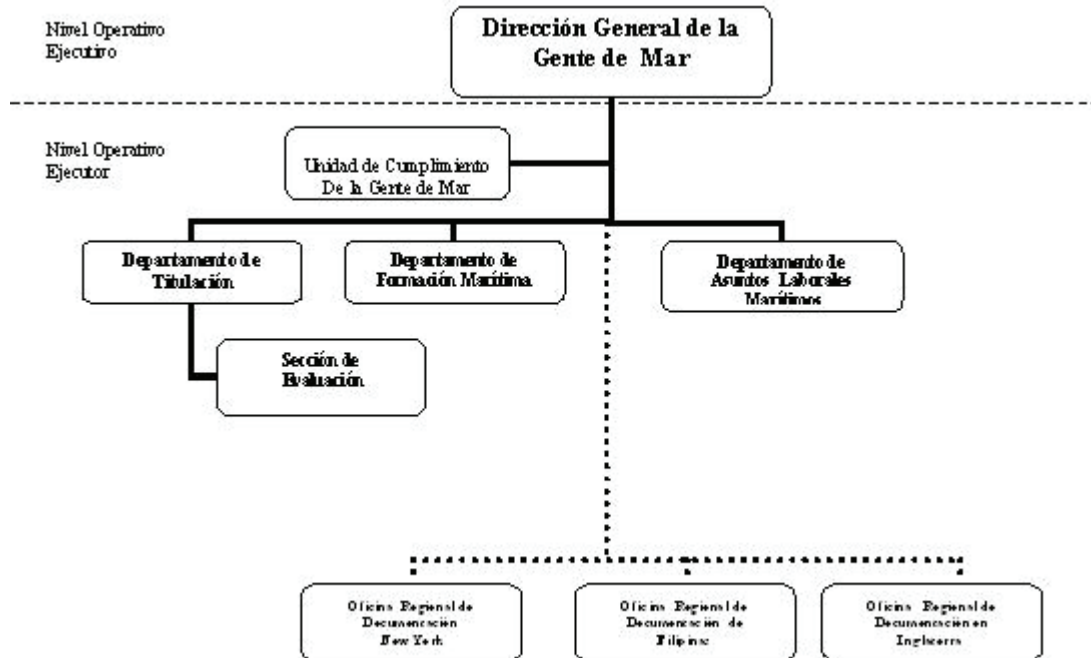 Nivel Operativo
Ejecutivo
Dirección General de la
Gente de Mar
Nivel Operativo
Ejecutor
Unidad de Cumplimiento
De la Gente de Mar
Departamento de
Titulación
Departamento de
Formación Marítima
Departamento de
Asuntos Laborales
Marítimos
Sección de
Evaluación
Oficina Regional de
Documentación
New York
Oficina Regional de
Documentación de
Filipinas
Oficina Regional de
Documentación en
Inglaterra